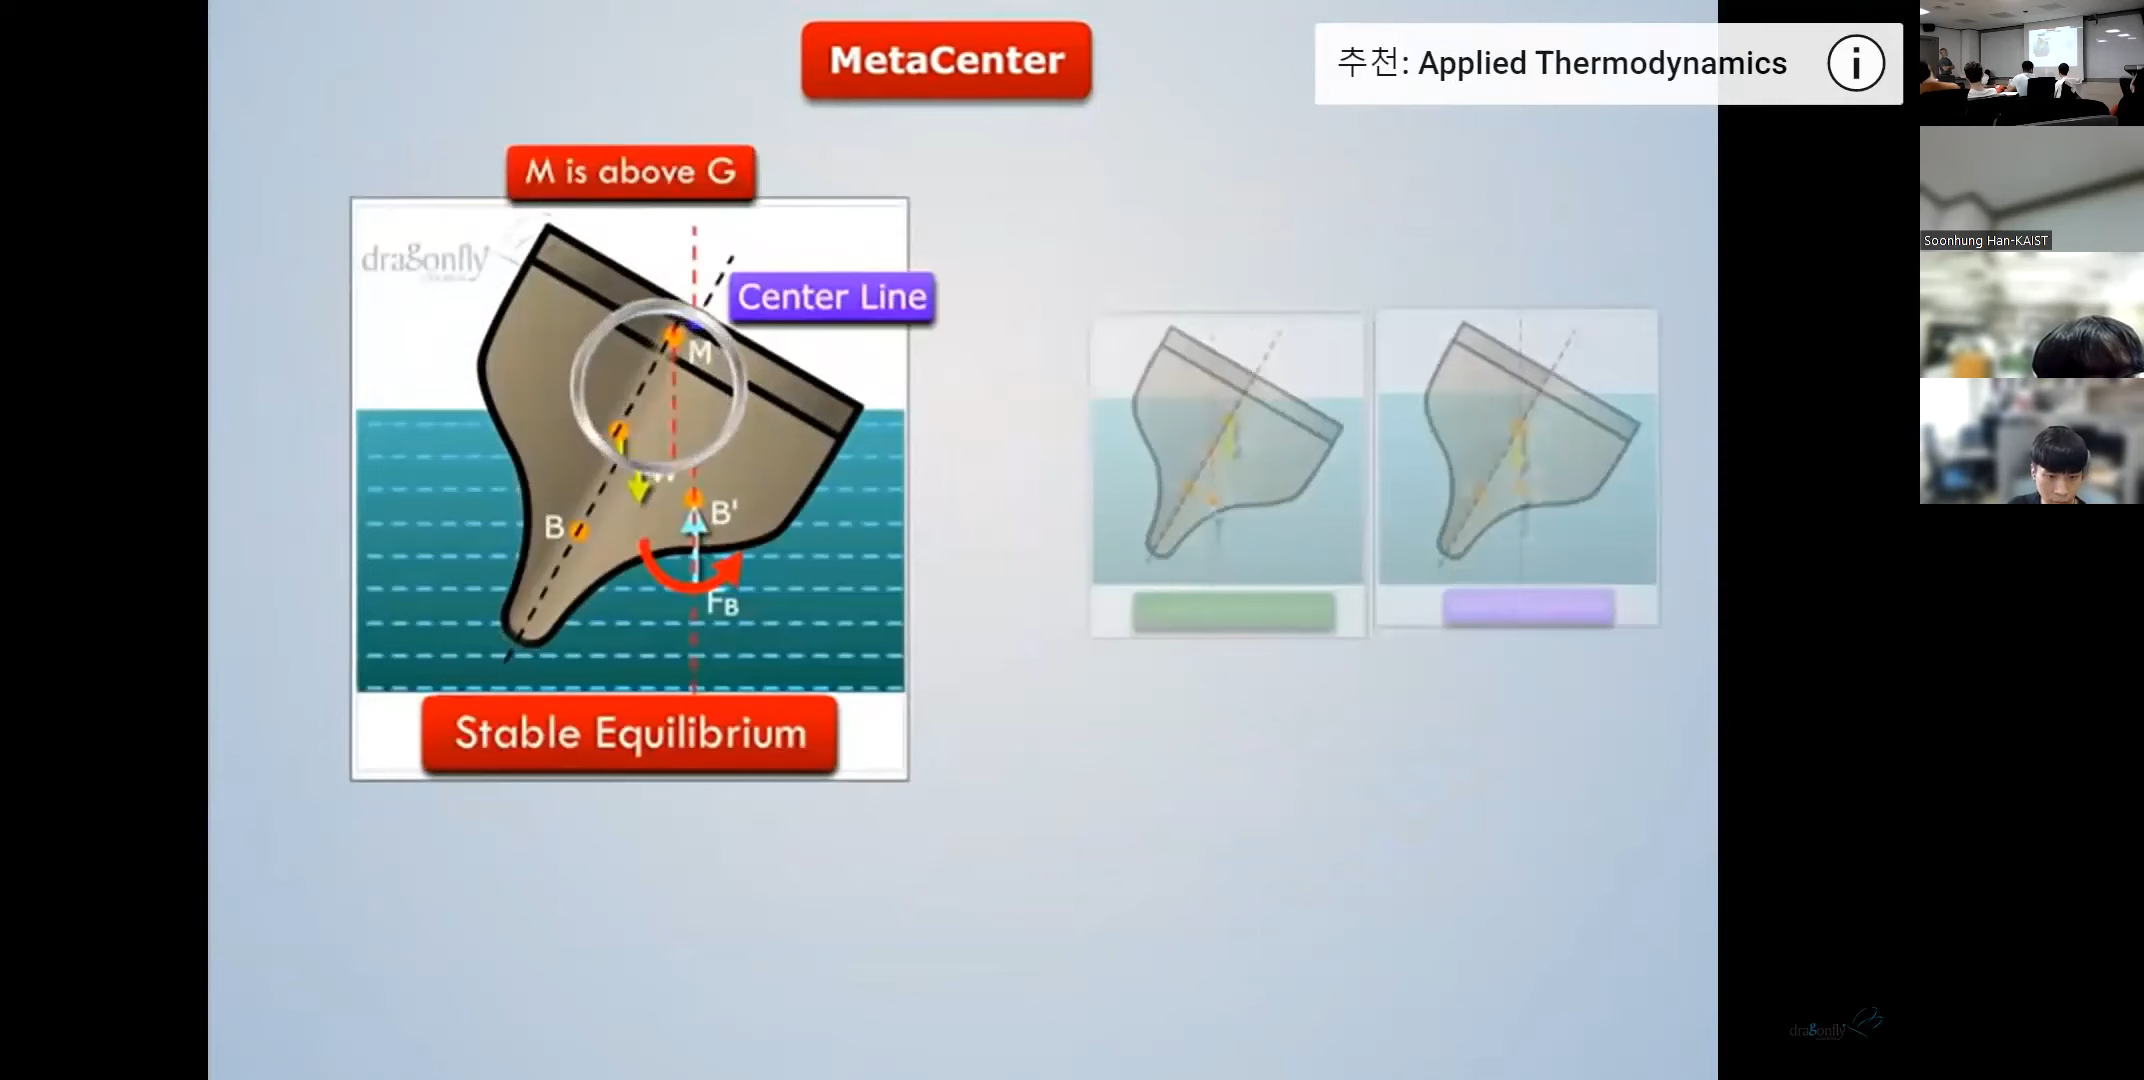 MetaCenter
추천: Applied Thermodynamics
i
M is above G
dragonfly
Center Line
M
B
B'
FB
Stable Equilibrium
Soonhung Han-KAIST
dragonfly